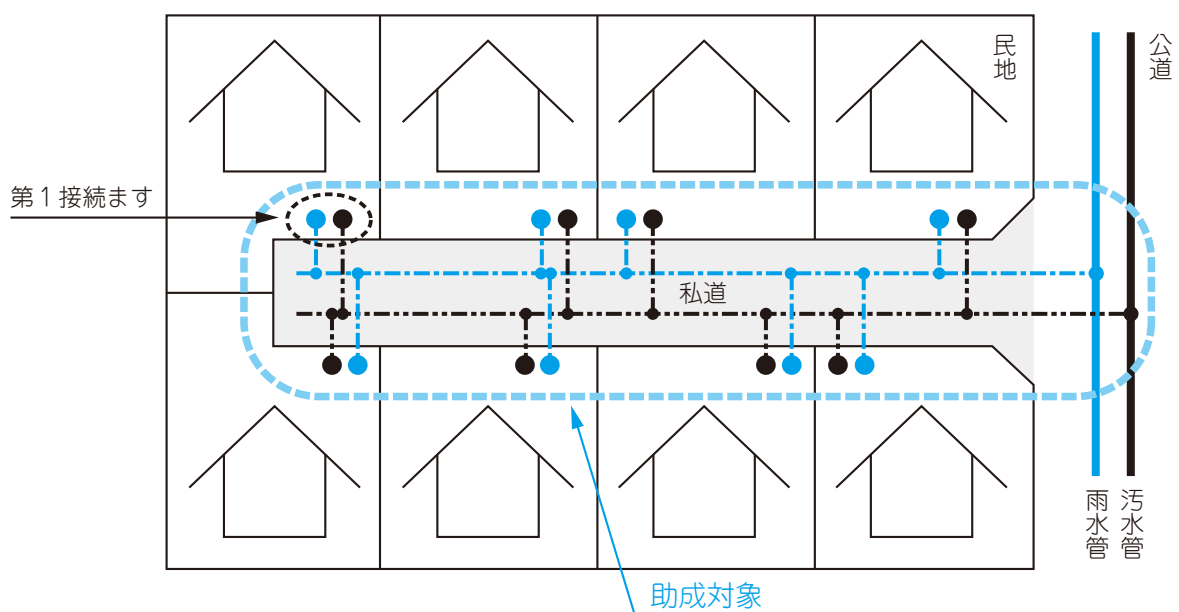 民地
公道
第１接続ます
私道
雨水管
汚水管
助成対象